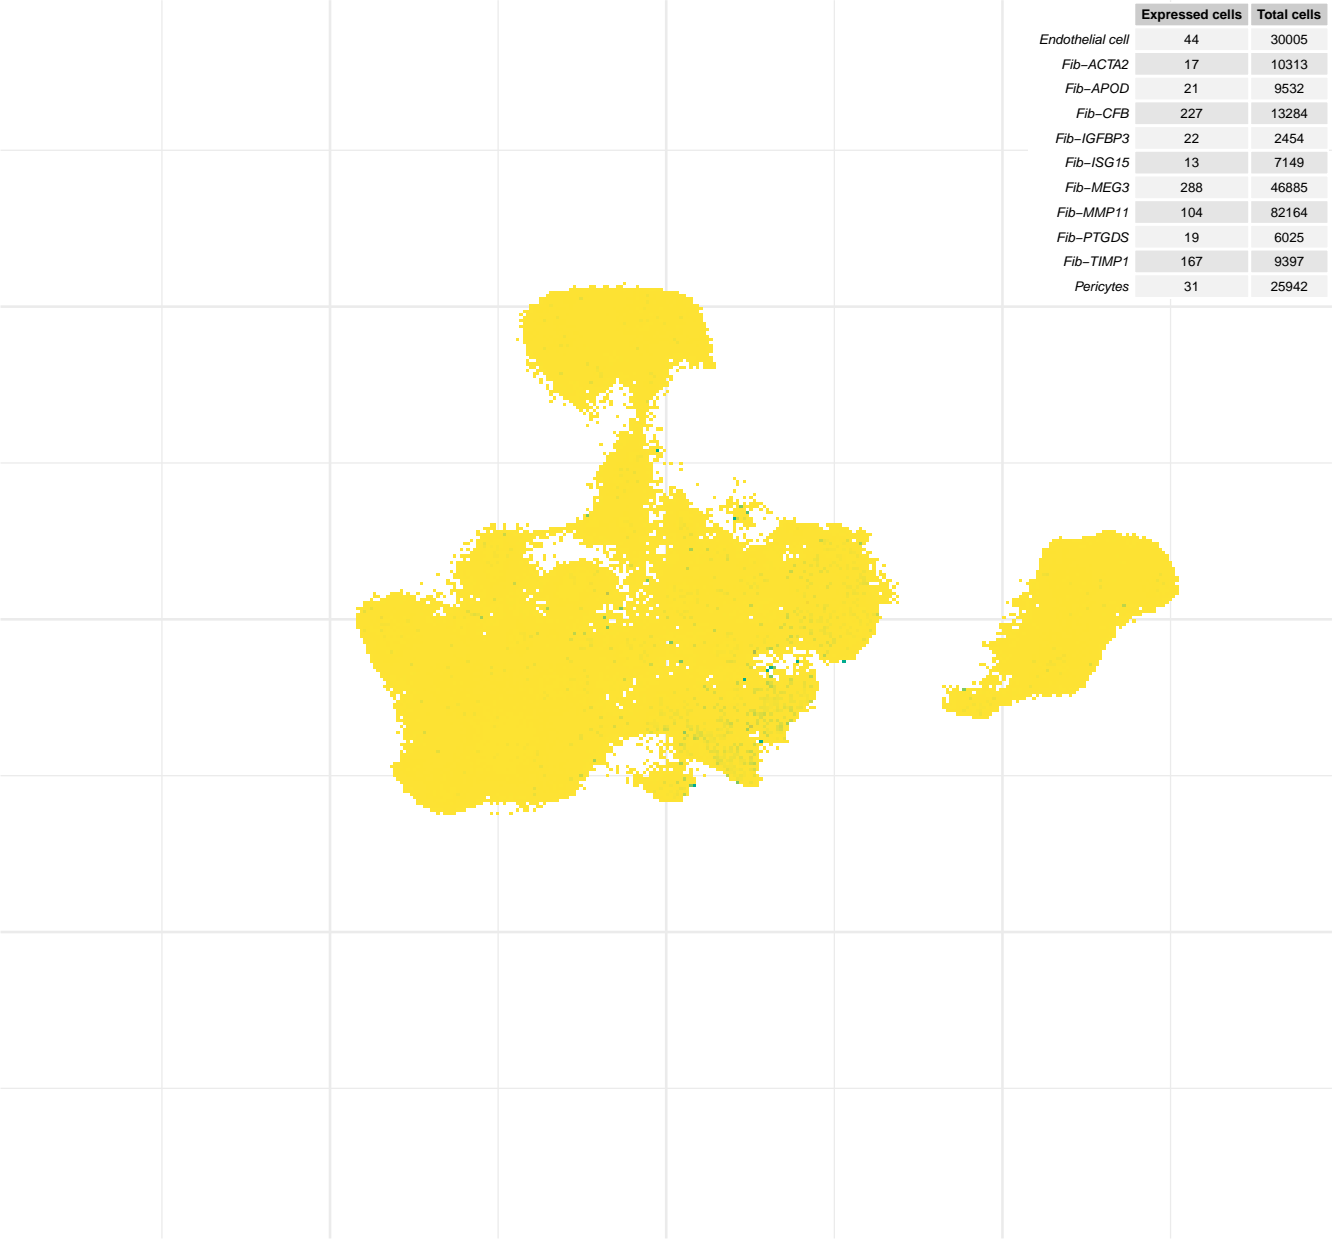 Expressed cells Total cells
Endothelial cell 44 30005
Fib−ACTA2 17 10313
Fib−APOD 21 9532
Fib−CFB 227 13284
Fib−IGFBP3 22 2454
Fib−ISG15 13 7149
Fib−MEG3 288 46885
Fib−MMP11 104 82164
Fib−PTGDS 19 6025
Fib−TIMP1 167 9397
Pericytes 31 25942